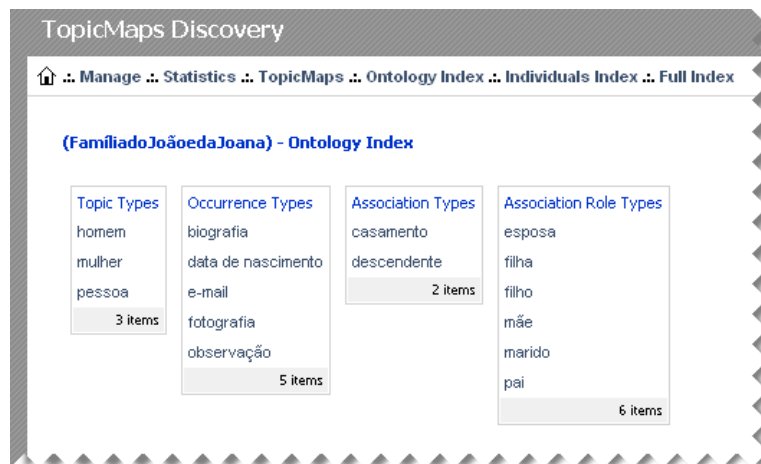 TopicMaps Discovery
.:. Manage .:. Statistics .:. TopicMaps .:. Ontology Index .:. Individuals Index .:. Full Index
(FamíliadoJoãoedaJoana) - Ontology Index
Topic Types
homem
mulher
pessoa
3 items
Occurrence Types
biografia
data de nascimento
e-mail
fotografia
observação
5 items
Association Types
casamento
descendente
2 items
Association Role Types
esposa
filha
filho
mãe
marido
pai
6 items